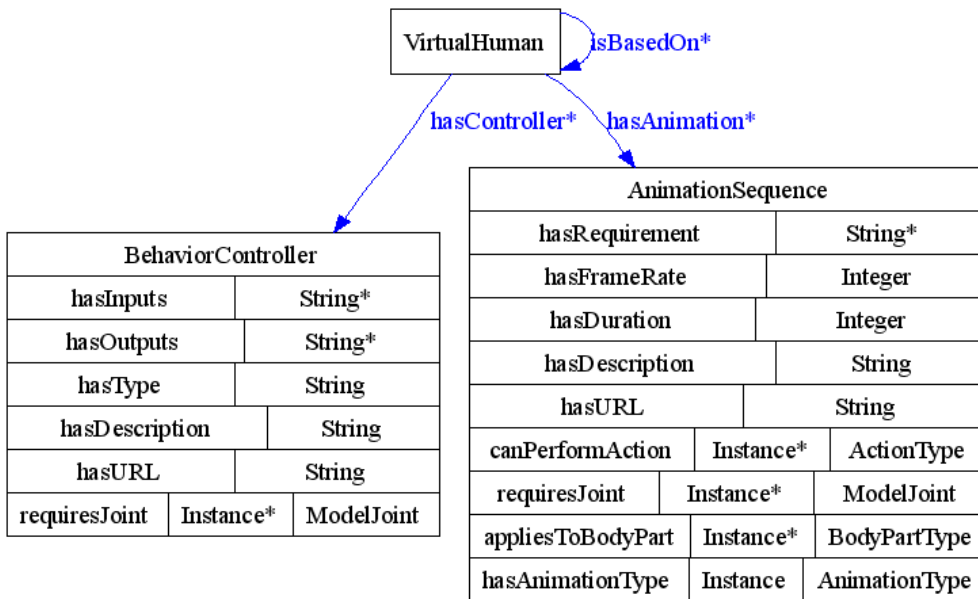 VirtualHuman
isBasedOn*
hasController*
hasAnimation*
BehaviorController
hasInputs String*
hasOutputs String*
hasType String
hasDescription String
hasURL String
requiresJoint Instance* ModelJoint
AnimationSequence
hasRequirement String*
hasFrameRate Integer
hasDuration Integer
hasDescription String
hasURL String
canPerformAction Instance* ActionType
requiresJoint Instance* ModelJoint
appliesToBodyPart Instance* BodyPartType
hasAnimationType Instance AnimationType